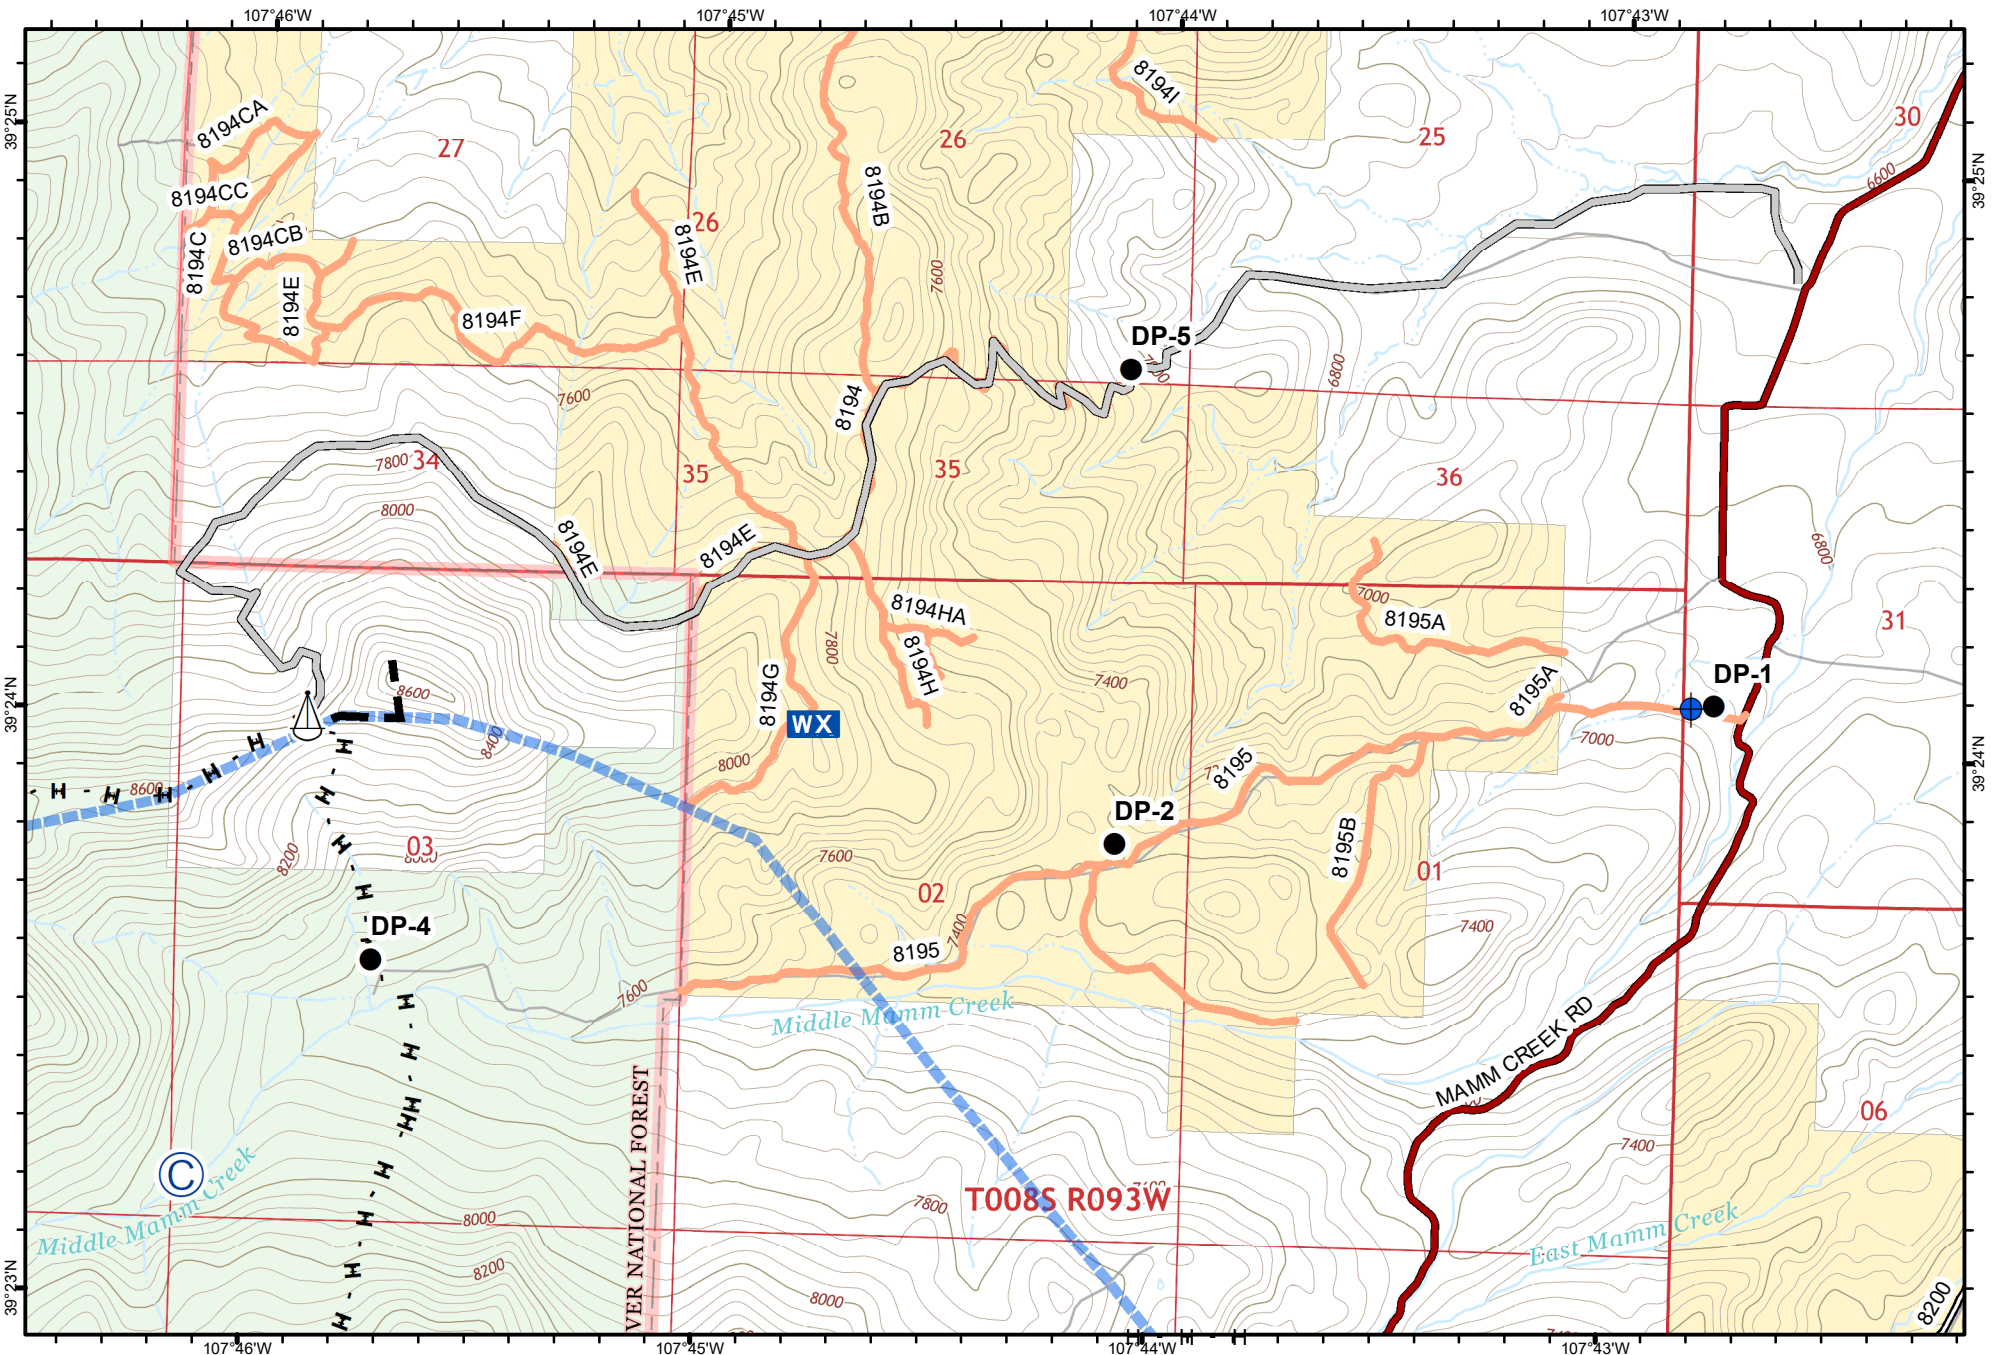 107°46'W
107°45'W
107°44'W
107°43'W
39°25'N
39°25'N
8194CA
8194CC
8194C
8194CB
8194E
8194F
27
26
8194E
8194B
26
8194I
25
30
6600
7600
DP-5
7000
6800
7600
8194
7800
34
8000
35
35
36
6800
8194E
8194E
8194HA
8194H
7800
8194G
WX
7000
8195A
31
7400
8195A
DP-1
39°24'N
39°24'N
8600
8400
8600
8000
7000
8195
DP-2
8195B
03
8000
8200
7600
02
01
DP-4
8195
7400
7400
7600
Middle Mamm Creek
MAMM CREEK RD
06
7400
VER NATIONAL FOREST
C
Middle Mamm Creek
T008S R093W
7800
8000
8200
8000
East Mamm Creek
8200
39°23'N
H
107°46'W
107°45'W
107°44'W
107°43'W